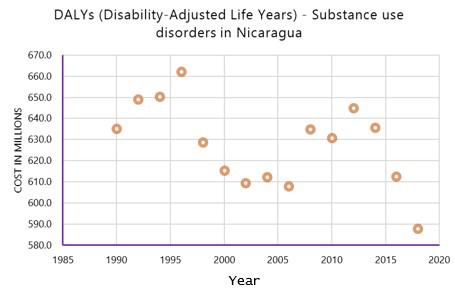 DALYs (Disability-Adjusted Life Years) - Substance use
disorders in Nicaragua
COST IN MILLIONS
670.0
660.0
650.0
640.0
630.0
620.0
610.0
600.0
590.0
580.0
1985 1990 1995 2000 2005 2010 2015 2020
Year